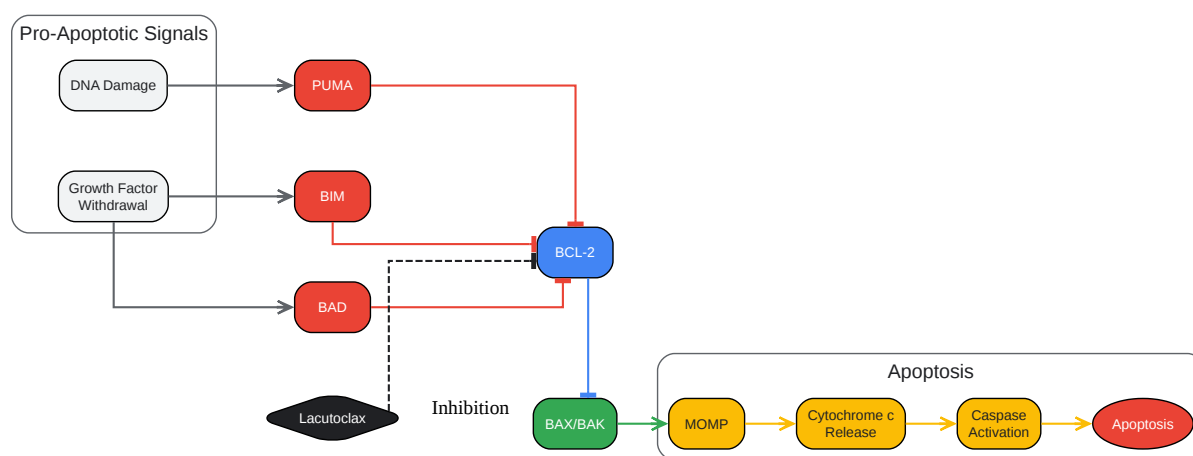 Pro-Apoptotic Signals
DNA Damage
PUMA
Growth Factor
Withdrawal
BIM
BCL-2
BAD
Apoptosis
Lacutoclax
Inhibition
BAX/BAK
MOMP
Cytochrome c
Release
Caspase
Activation
Apoptosis